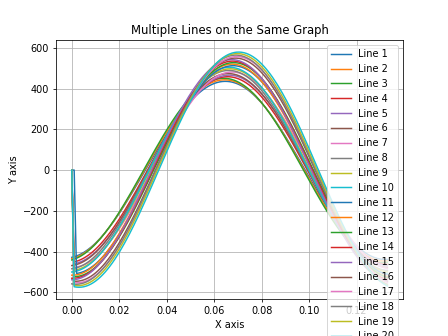 Multiple Lines on the Same Graph
600
400
200
0
−200
−400
−600
Y axis
0.00
0.02
0.04
0.06
0.08
0.10
X axis
Line 1
Line 2
Line 3
Line 4
Line 5
Line 6
Line 7
Line 8
Line 9
Line 10
Line 11
Line 12
Line 13
Line 14
Line 15
Line 16
Line 17
Line 18
Line 19
Line 20